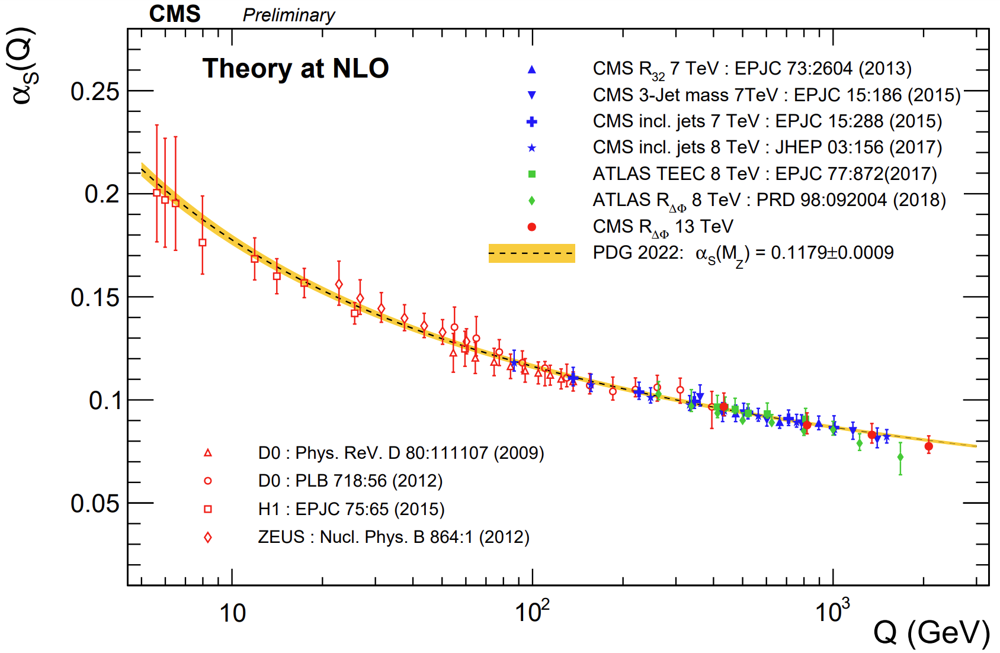 CMS Preliminary
αS(Q)
Theory at NLO
CMS R32 7 TeV : EPJC 73:2604 (2013)
CMS 3-Jet mass 7TeV : EPJC 15:186 (2015)
CMS incl. jets 7 TeV : EPJC 15:288 (2015)
CMS incl. jets 8 TeV : JHEP 03:156 (2017)
ATLAS TEEC 8 TeV : EPJC 77:872(2017)
ATLAS RΔΦ 8 TeV : PRD 98:092004 (2018)
CMS RΔΦ 13 TeV
PDG 2022: αS(MZ) = 0.1179±0.0009
0.25
0.2
0.15
0.1
0.05
D0 : Phys. ReV. D 80:111107 (2009)
D0 : PLB 718:56 (2012)
H1 : EPJC 75:65 (2015)
ZEUS : Nucl. Phys. B 864:1 (2012)
10 10² 10³
Q (GeV)